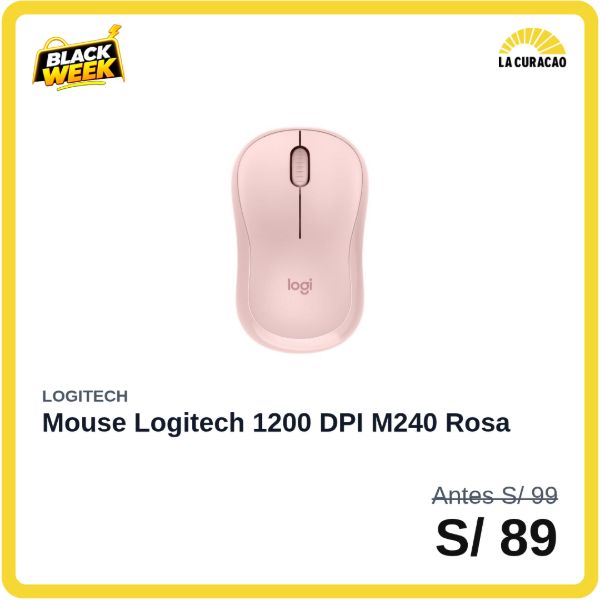 BLACK
WEEK
LA CURACAO
logi
LOGITECH
Mouse Logitech 1200 DPI M240 Rosa
Antes S/ 99
S/ 89